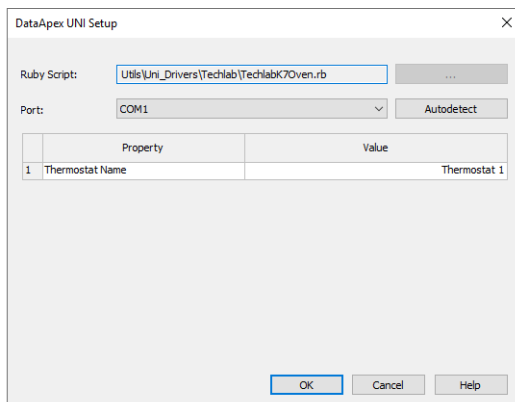 DataApex UNI Setup
Ruby Script: Utils\Uni_Drivers\Techlab\TechlabK7Oven.rb ...
Port: COM1 Autodetect
Property Value
1 Thermostat Name Thermostat 1
OK Cancel Help